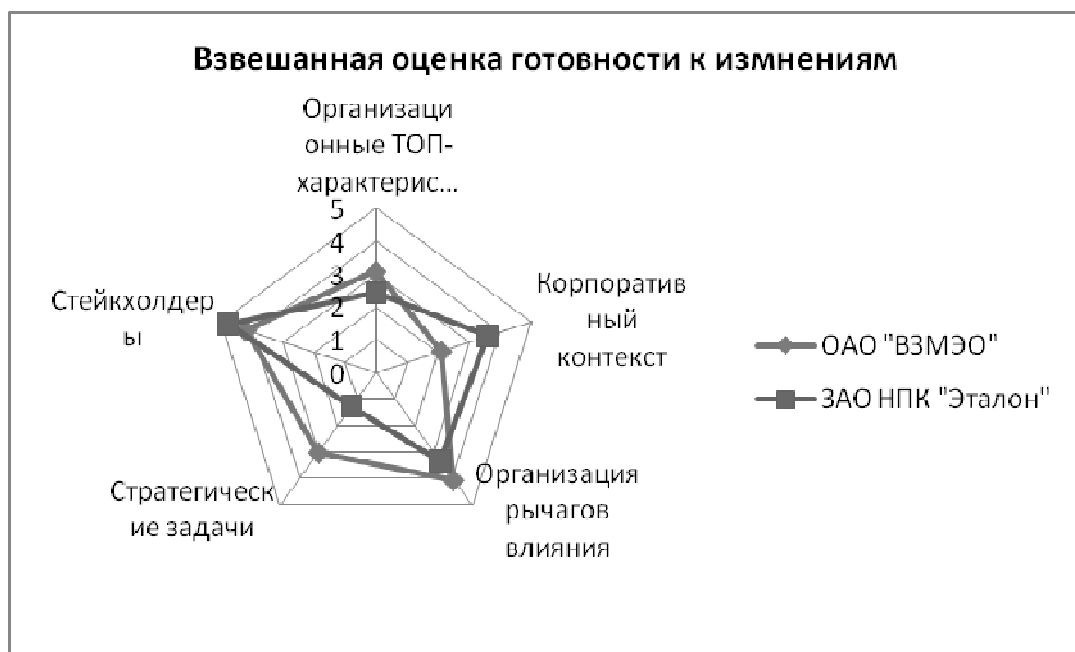 Взвешанная оценка готовности к измнениям
Организаци
онные ТОП-
характерис...
5
4
3
2
1
0
Корпоратив
ный
контекст
Организация
рычагов
влияния
Стратегическ
ие задачи
Стейкхолдер
ы
ОАО "ВЗМЭО"
ЗАО НПК "Эталон"